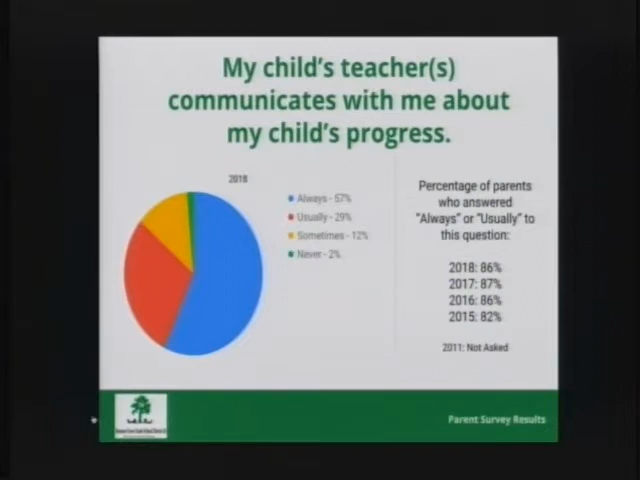 My child's teacher(s)
communicates with me about
my child's progress.
2018
Always - 57%
Usually - 29%
Sometimes - 12%
Never - 2%
Percentage of parents
who answered
"Always" or "Usually" to
this question:
2018: 86%
2017: 87%
2016: 86%
2015: 82%
2011: Not Asked
Parent Survey Results